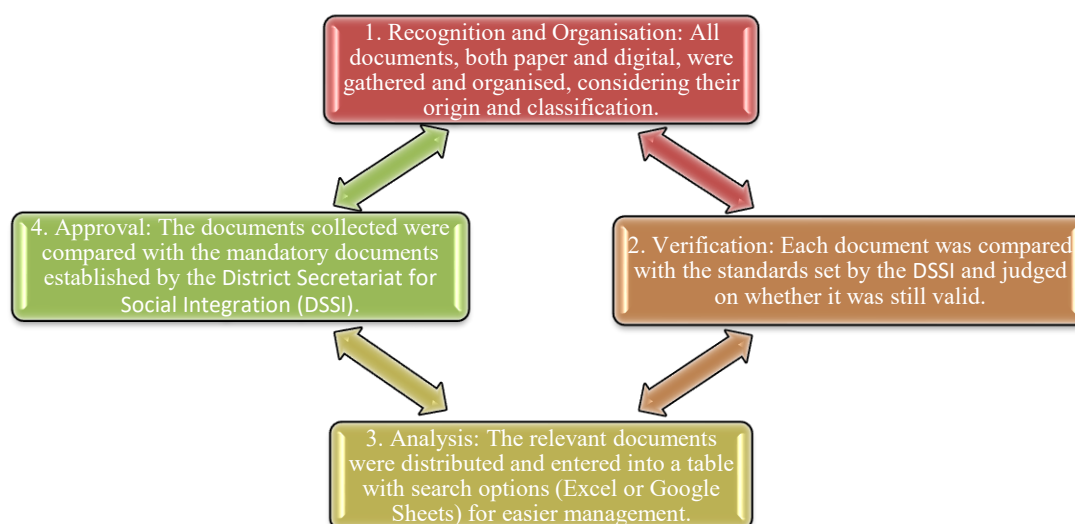 1. Recognition and Organisation: All
documents, both paper and digital, were
gathered and organised, considering their
origin and classification.
2. Verification: Each document was compared
with the standards set by the DSSI and judged
on whether it was still valid.
3. Analysis: The relevant documents
were distributed and entered into a table
with search options (Excel or Google
Sheets) for easier management.
4. Approval: The documents collected were
compared with the mandatory documents
established by the District Secretariat for
Social Integration (DSSI).